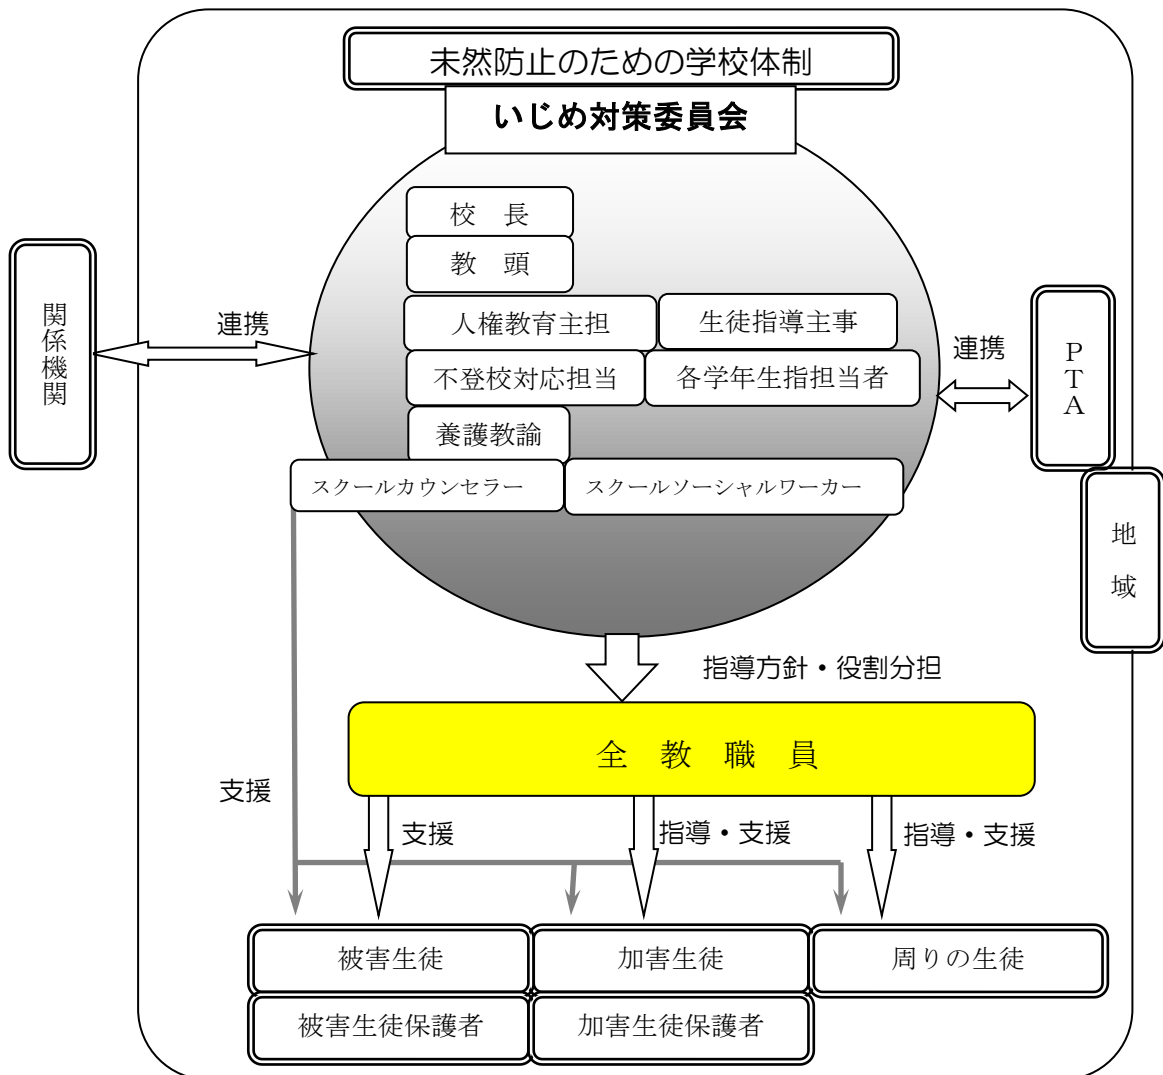 未然防止のための学校体制
いじめ対策委員会
校　長
教　頭
人権教育主担
生徒指導主事
不登校対応担当
各学年生指担当者
養護教諭
スクールカウンセラー
スクールソーシャルワーカー
関係機関
連携
連携
PTA
地域
指導方針・役割分担
全　教　職　員
支援
支援
指導・支援
指導・支援
被害生徒
加害生徒
周りの生徒
被害生徒保護者
加害生徒保護者